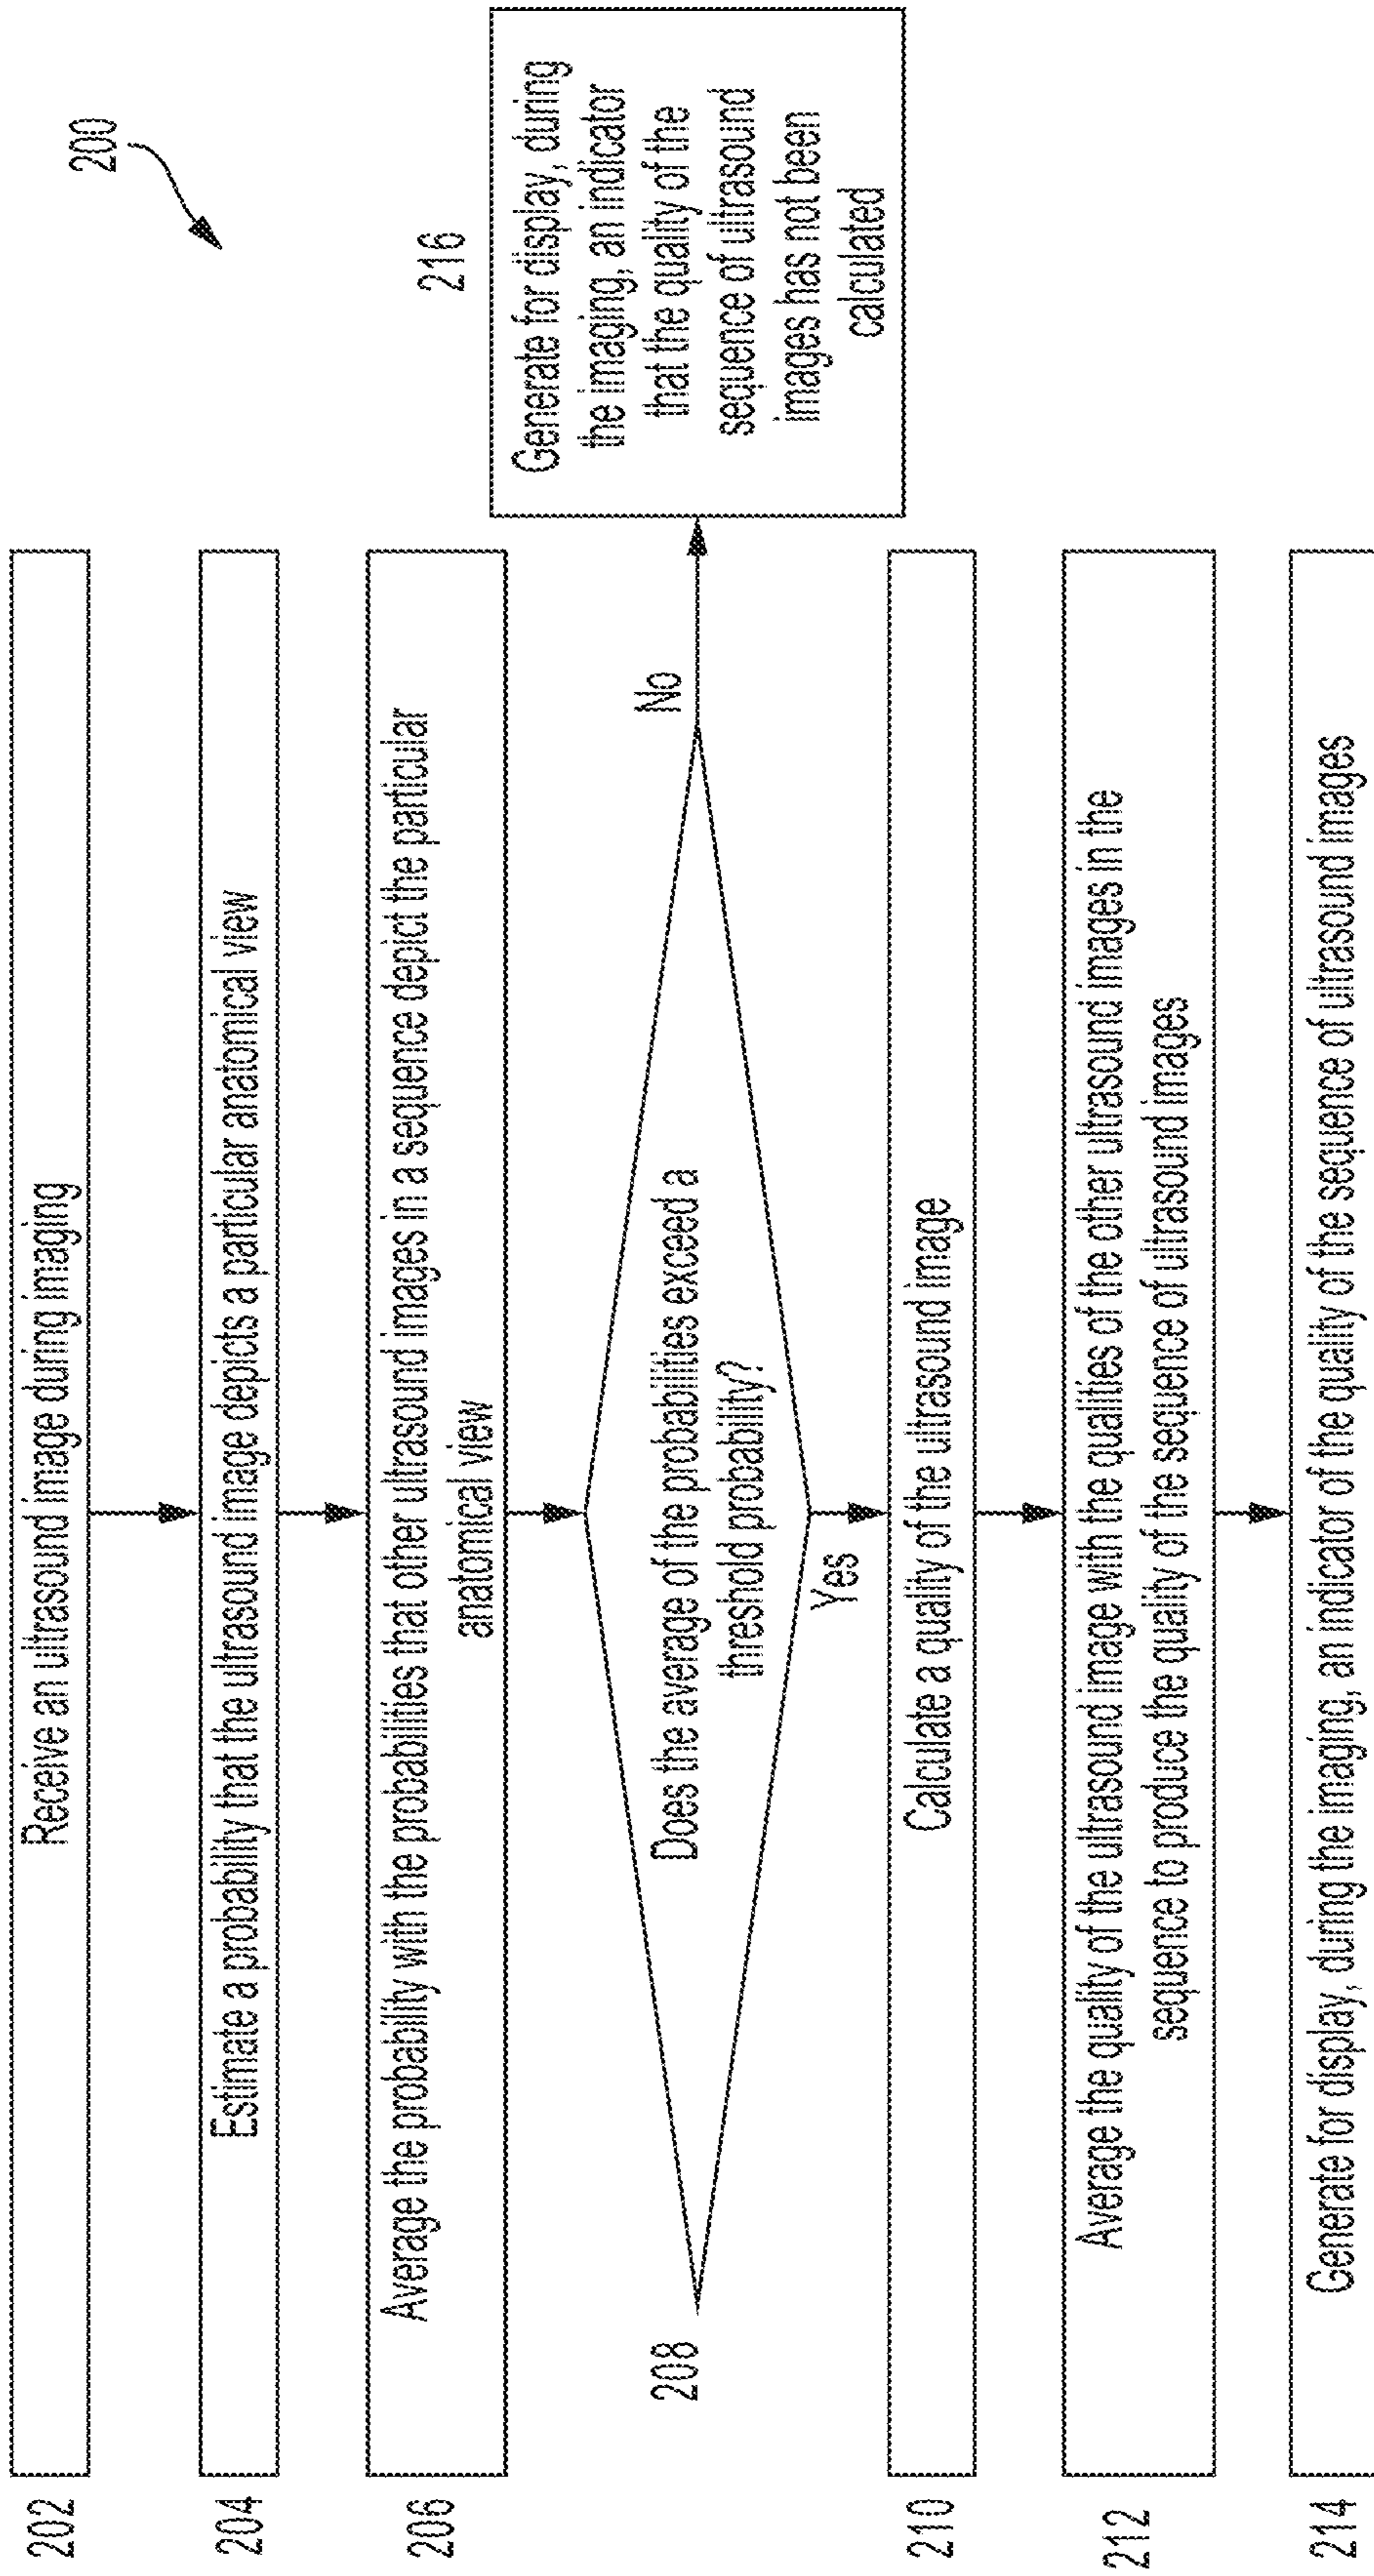 200
202
Receive an ultrasound image during imaging
204
Estimate a probability that the ultrasound image depicts a particular anatomical view
206
Average the probability with the probabilities that other ultrasound images in a sequence depict the particular
anatomical view
208
Does the average of the probabilities exceed a
threshold probability?
No
216
Generate for display, during
the imaging, an indicator
that the quality of the
sequence of ultrasound
images has not been
calculated
Yes
210
Calculate a quality of the ultrasound image
212
Average the quality of the ultrasound image with the qualities of the other ultrasound images in the
sequence to produce the quality of the sequence of ultrasound images
214
Generate for display, during the imaging, an indicator of the quality of the sequence of ultrasound images